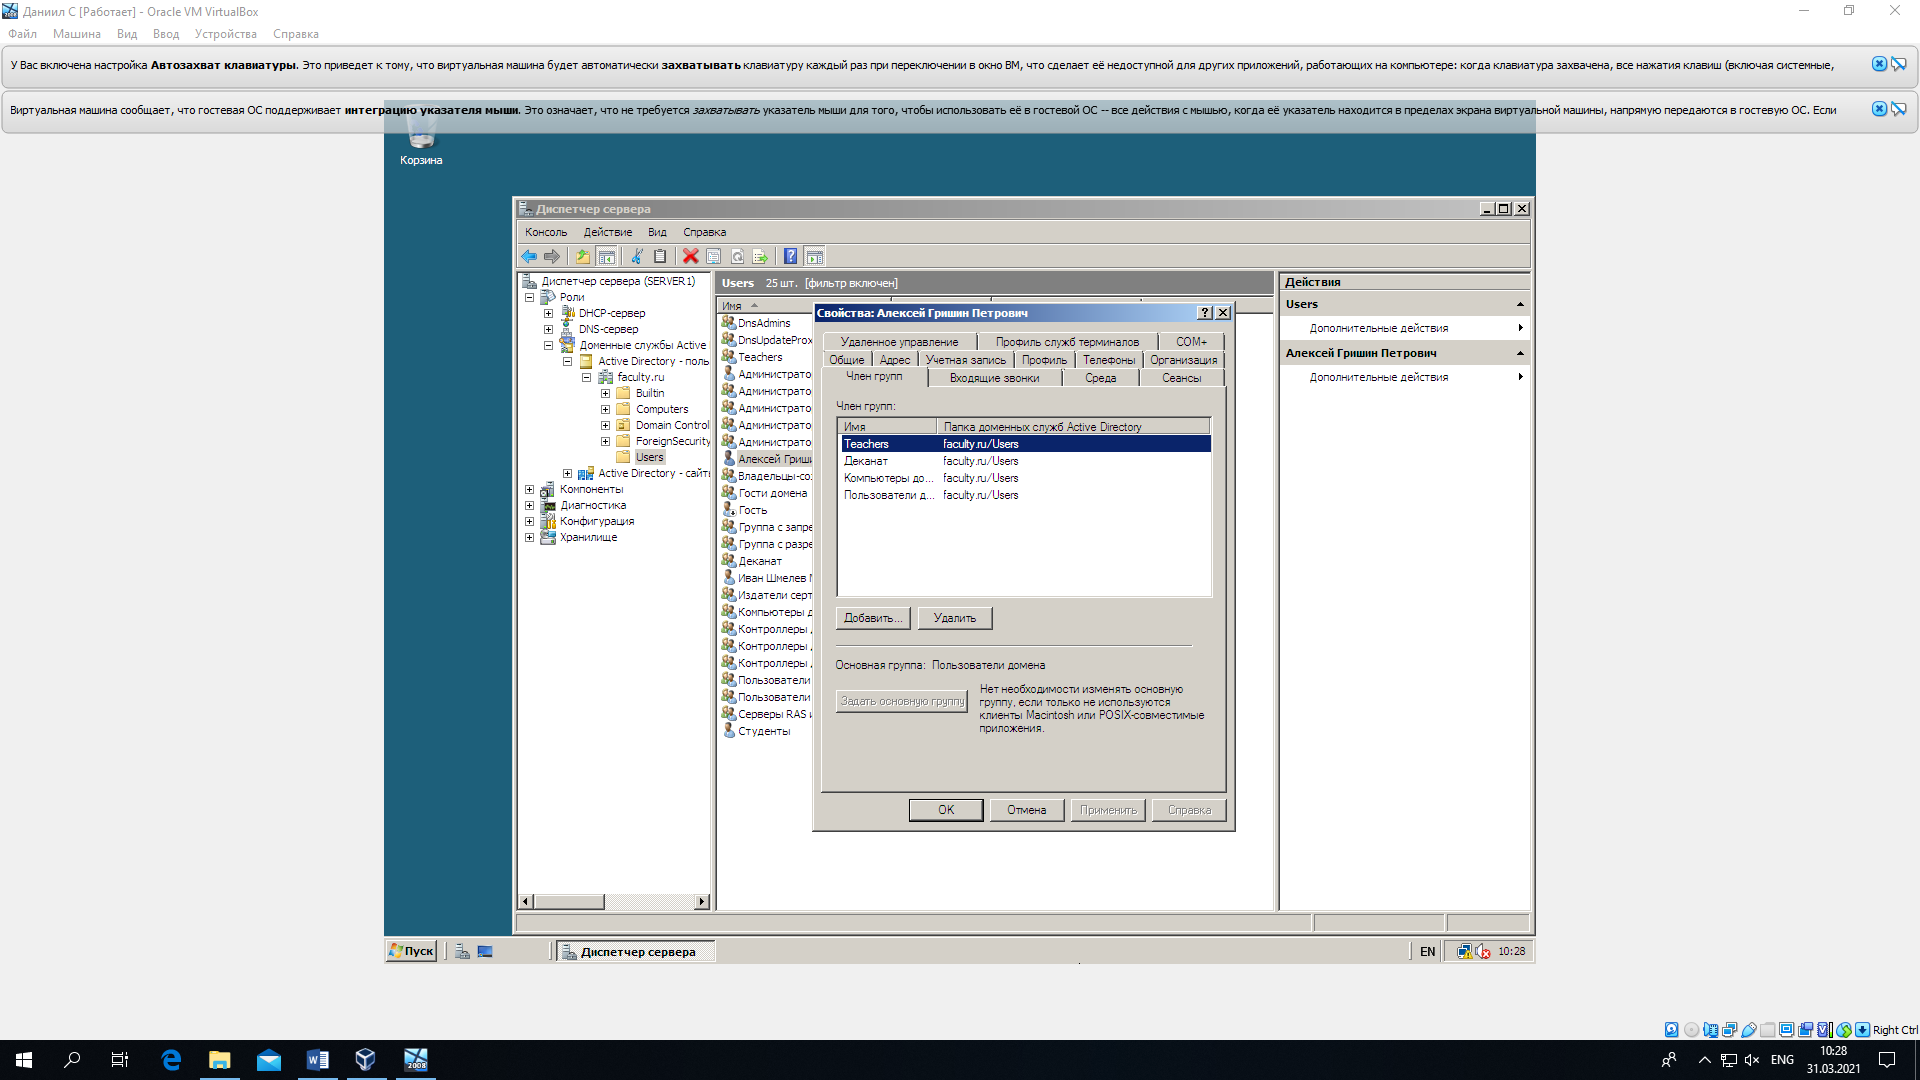 Даниил С [Работает] - Oracle VM VirtualBox
Файл Машина Вид Ввод Устройства Справка
У Вас включена настройка Автозахват клавиатуры. Это приведет к тому, что виртуальная машина будет автоматически захватывать клавиатуру каждый раз при переключении в окно ВМ, что сделает её недоступной для других приложений, работающих на компьютере: когда клавиатура захвачена, все нажатия клавиш (включая системные,
Виртуальная машина сообщает, что гостевая ОС поддерживает интеграцию указателя мыши. Это означает, что не требуется захватывать указатель мыши для того, чтобы использовать её в гостевой ОС -- все действия с мышью, когда её указатель находится в пределах экрана виртуальной машины, напрямую передаются в гостевую ОС. Если
Корзина
Диспетчер сервера
Консоль Действие Вид Справка
Диспетчер сервера (SERVER1)
Роли
DHCP-сервер
DNS-сервер
Доменные службы Active
Active Directory - поль
faculty.ru
Builtin
Computers
Domain Control
ForeignSecurity
Users
Active Directory - сайт
Компоненты
Диагностика
Конфигурация
Хранилище
Users 25 шт. [фильтр включен]
Имя
DnsAdmins
DnsUpdateProx
Teachers
Администрато
Администрато
Администрато
Администрато
Администрато
Алексей Гриши
Владельцы-со
Гости домена
Гость
Группа с запре
Группа с разре
Деканат
Иван Шмелев
Издатели серт
Компьютеры д
Контроллеры
Контроллеры
Контроллеры
Пользователи
Пользователи
Серверы RAS и
Студенты
Свойства: Алексей Гришин Петрович
Удаленное управление Профиль служб терминалов COM+
Общие Адрес Учетная запись Профиль Телефоны Организация
Член групп Входящие звонки Среда Сеансы
Член групп:
Имя Папка доменных служб Active Directory
Teachers faculty.ru/Users
Деканат faculty.ru/Users
Компьютеры до... faculty.ru/Users
Пользователи д... faculty.ru/Users
Добавить... Удалить
Основная группа: Пользователи домена
Задать основную группу
Нет необходимости изменять основную
группу, если только не используются
клиенты Macintosh или POSIX-совместимые
приложения.
OK Отмена Применить Справка
Действия
Users
Дополнительные действия
Алексей Гришин Петрович
Дополнительные действия
Пуск Диспетчер сервера EN 10:28
Right Ctrl
2008
ENG 10:28
31.03.2021